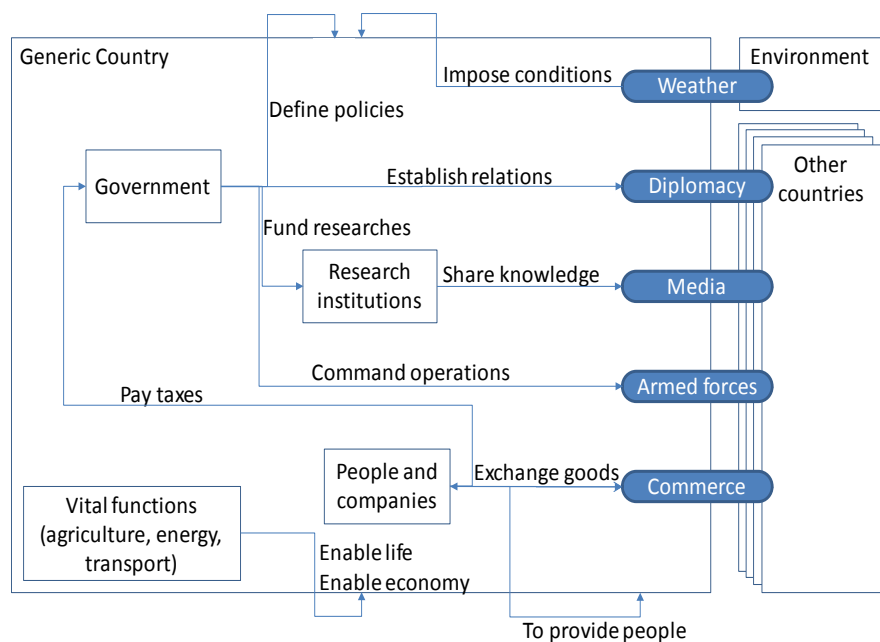 Generic Country
Environment
Impose conditions
Weather
Define policies
Government
Establish relations
Diplomacy
Other
countries
Fund researches
Research
institutions
Share knowledge
Media
Command operations
Armed forces
Pay taxes
People and
companies
Exchange goods
Commerce
Vital functions
(agriculture, energy,
transport)
Enable life
Enable economy
To provide people